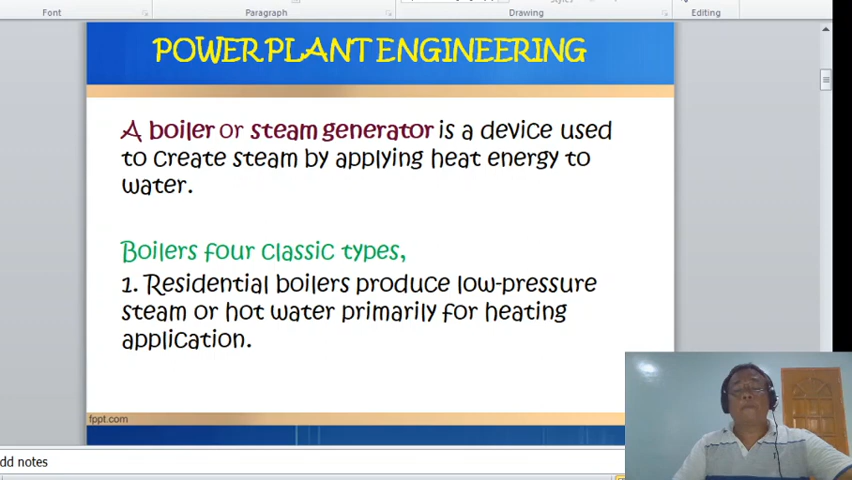 Font
Paragraph
Drawing
Editing
POWER PLANT ENGINEERING
A boiler or steam generator is a device used
to create steam by applying heat energy to
water.
Boilers four classic types,
1. Residential boilers produce low-pressure
steam or hot water primarily for heating
application.
fppt.com
dd notes